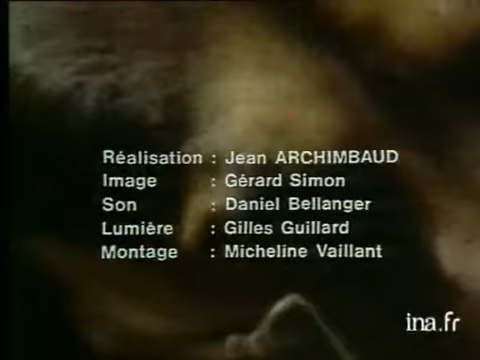 Réalisation : Jean ARCHIMBAUD
Image : Gérard Simon
Son : Daniel Bellanger
Lumière : Gilles Guillard
Montage : Micheline Vaillant
ina.fr